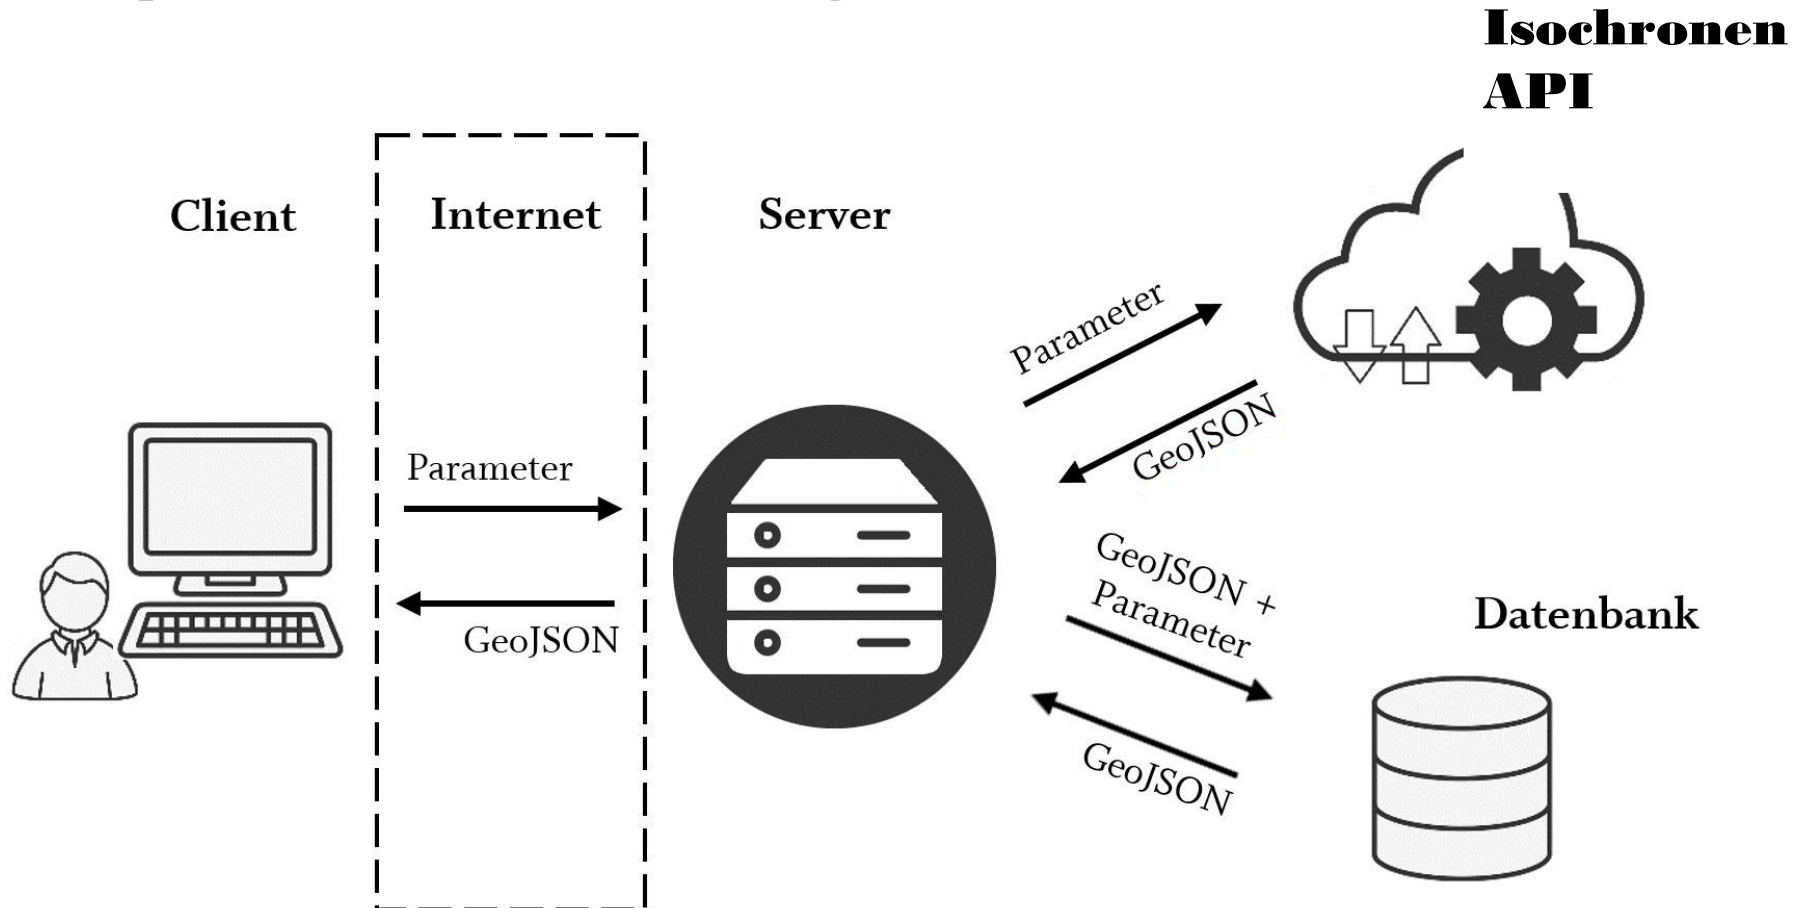 Isochronen
API
Client
Internet
Server
Parameter
GeoJSON
Parameter
GeoJSON
GeoJSON +
Parameter
GeoJSON
Datenbank